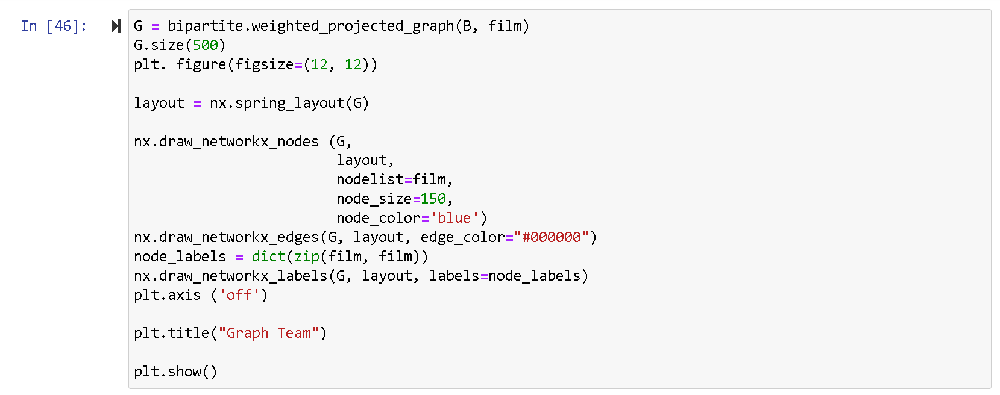 In [46]:
G = bipartite.weighted_projected_graph(B, film)
G.size(500)
plt. figure(figsize=(12, 12))

layout = nx.spring_layout(G)

nx.draw_networkx_nodes (G,
                        layout,
                        nodelist=film,
                        node_size=150,
                        node_color='blue')
nx.draw_networkx_edges(G, layout, edge_color="#000000")
node_labels = dict(zip(film, film))
nx.draw_networkx_labels(G, layout, labels=node_labels)
plt.axis ('off')

plt.title("Graph Team")

plt.show()